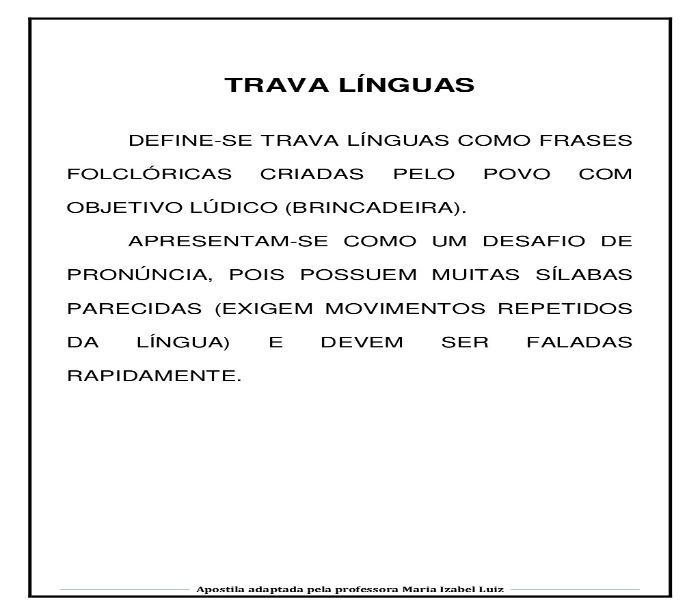 TRAVA LÍNGUAS
DEFINE-SE TRAVA LÍNGUAS COMO FRASES
FOLCLÓRICAS CRIADAS PELO POVO COM
OBJETIVO LÚDICO (BRINCADEIRA).
APRESENTAM-SE COMO UM DESAFIO DE
PRONÚNCIA, POIS POSSUEM MUITAS SÍLABAS
PARECIDAS (EXIGEM MOVIMENTOS REPETIDOS
DA LÍNGUA) E DEVEM SER FALADAS
RAPIDAMENTE.
Apostila adaptada pela professora Maria Izabel Luiz